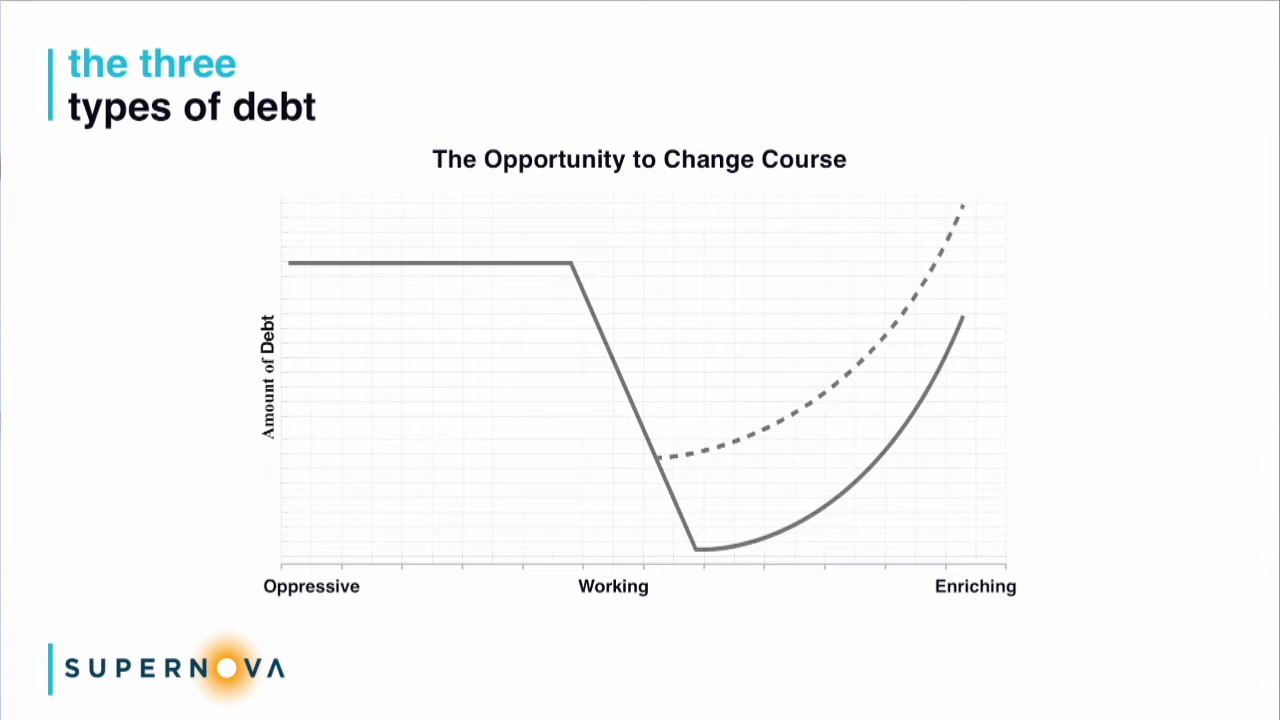 the three
types of debt
The Opportunity to Change Course
Amount of Debt
Oppressive
Working
Enriching
SUPERNOVA